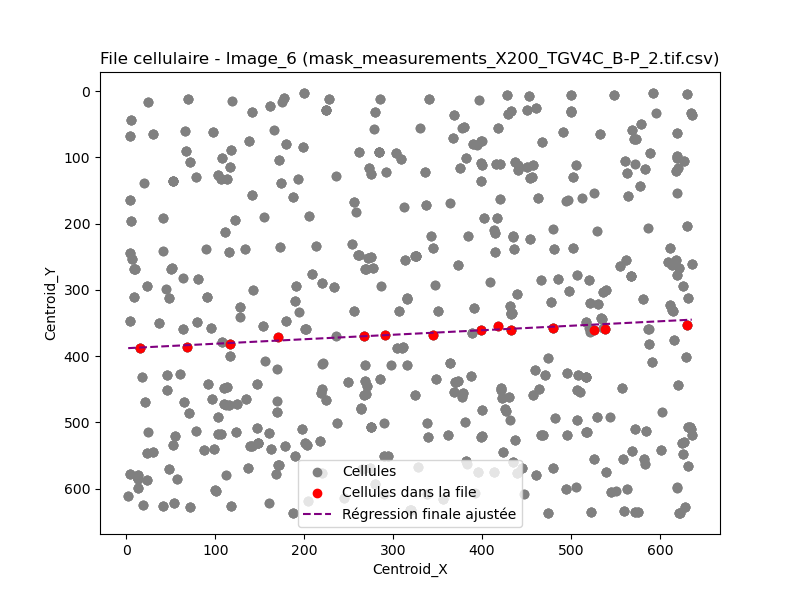 File cellulaire - Image_6 (mask_measurements_X200_TGV4C_B-P_2.tif.csv)
0
100
200
300
400
500
600
Centroid_Y
Cellules
Cellules dans la file
Régression finale ajustée
0 100 200 300 400 500 600
Centroid_X